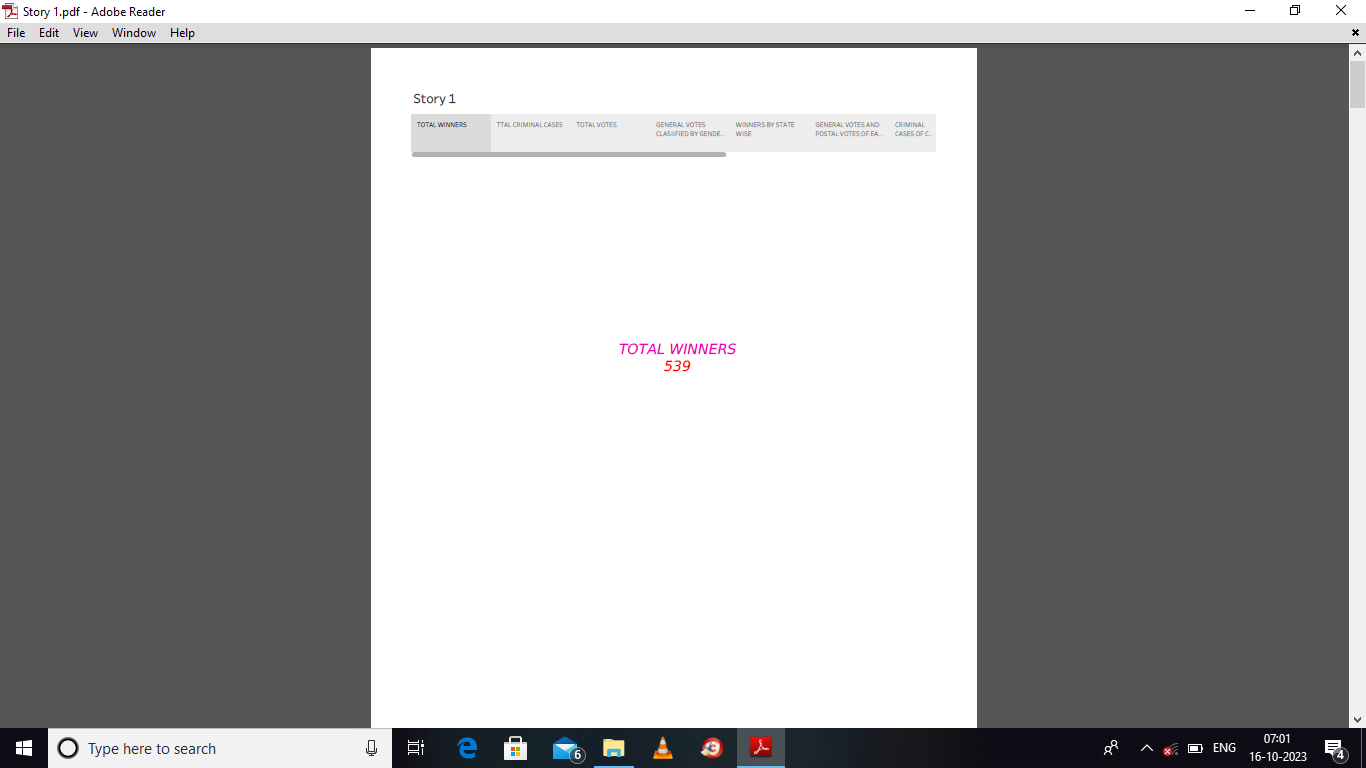 Story 1.pdf - Adobe Reader
File Edit View Window Help
Story 1
TOTAL WINNERS
TTAL CRIMINAL CASES
TOTAL VOTES
GENERAL VOTES
CLASIIFIED BY GENDE..
WINNERS BY STATE
WISE
GENERAL VOTES AND
POSTAL VOTES OF EA..
CRIMINAL
CASES OF C..
TOTAL WINNERS
539
Type here to search
6
ENG
07:01
16-10-2023
4